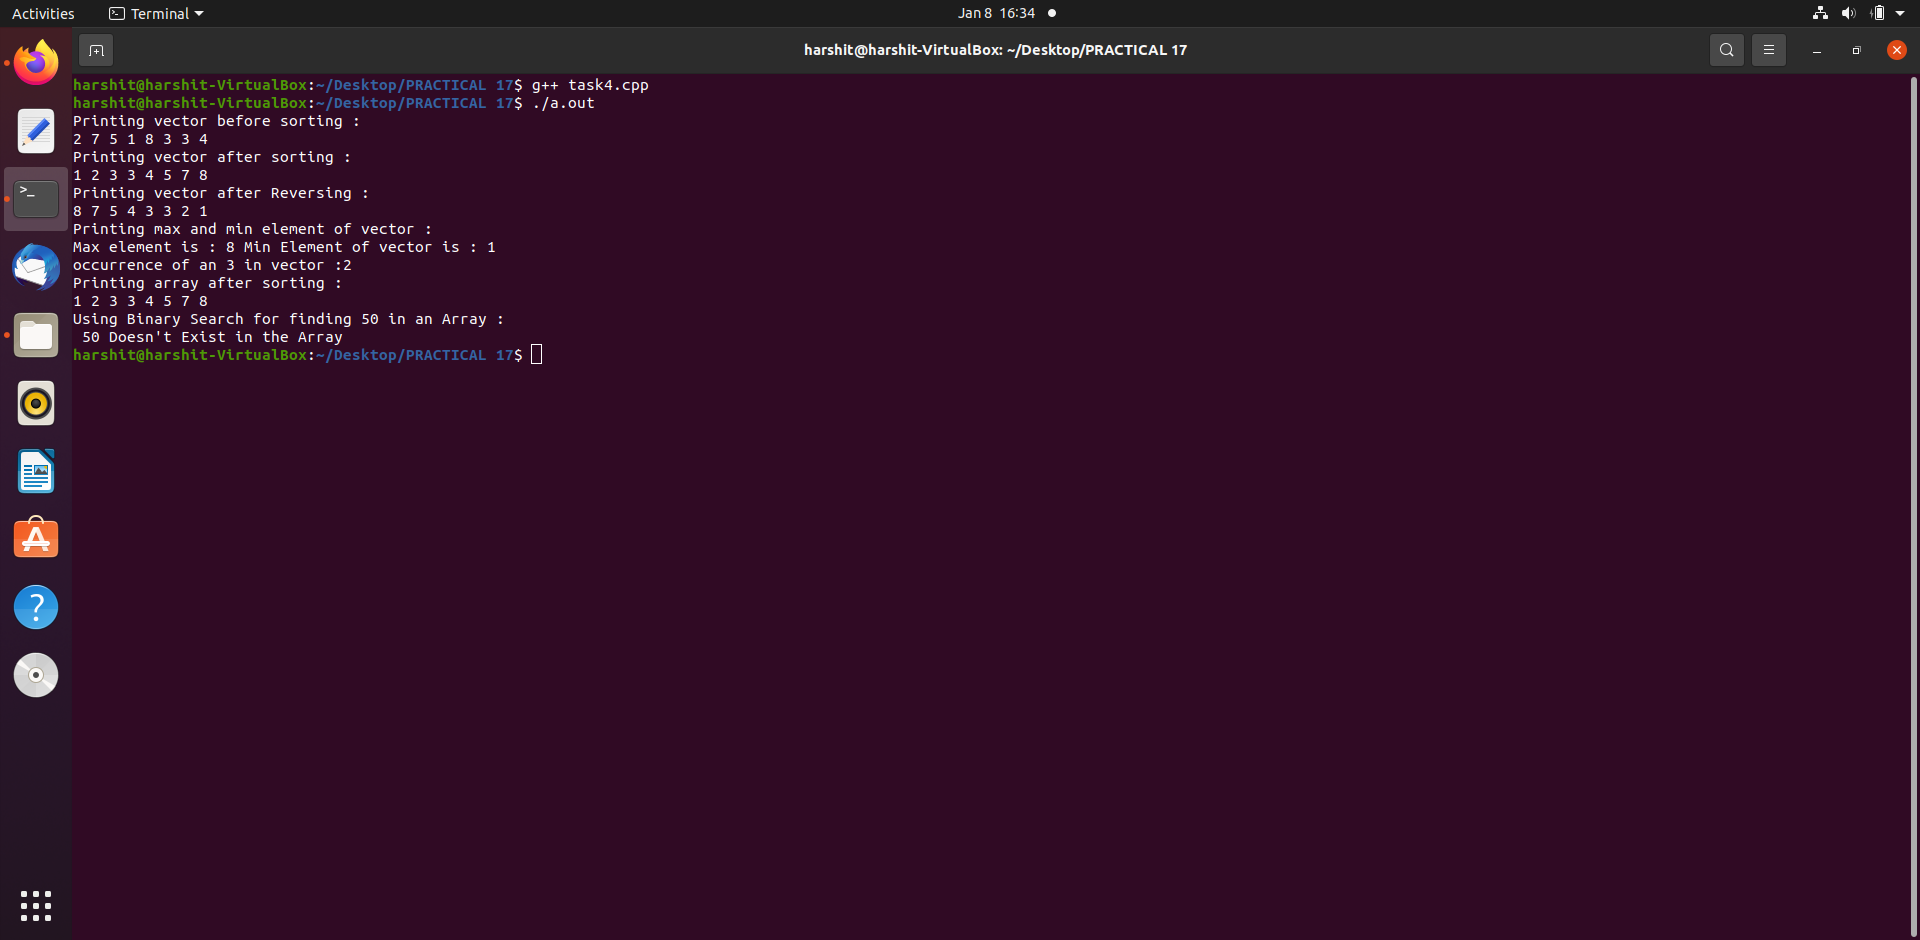 Activities Terminal Jan 8 16:34
harshit@harshit-VirtualBox: ~/Desktop/PRACTICAL 17
harshit@harshit-VirtualBox:~/Desktop/PRACTICAL 17$ g++ task4.cpp
harshit@harshit-VirtualBox:~/Desktop/PRACTICAL 17$ ./a.out
Printing vector before sorting :
2 7 5 1 8 3 3 4
Printing vector after sorting :
1 2 3 3 4 5 7 8
Printing vector after Reversing :
8 7 5 4 3 3 2 1
Printing max and min element of vector :
Max element is : 8 Min Element of vector is : 1
occurrence of an 3 in vector :2
Printing array after sorting :
1 2 3 3 4 5 7 8
Using Binary Search for finding 50 in an Array :
 50 Doesn't Exist in the Array
harshit@harshit-VirtualBox:~/Desktop/PRACTICAL 17$